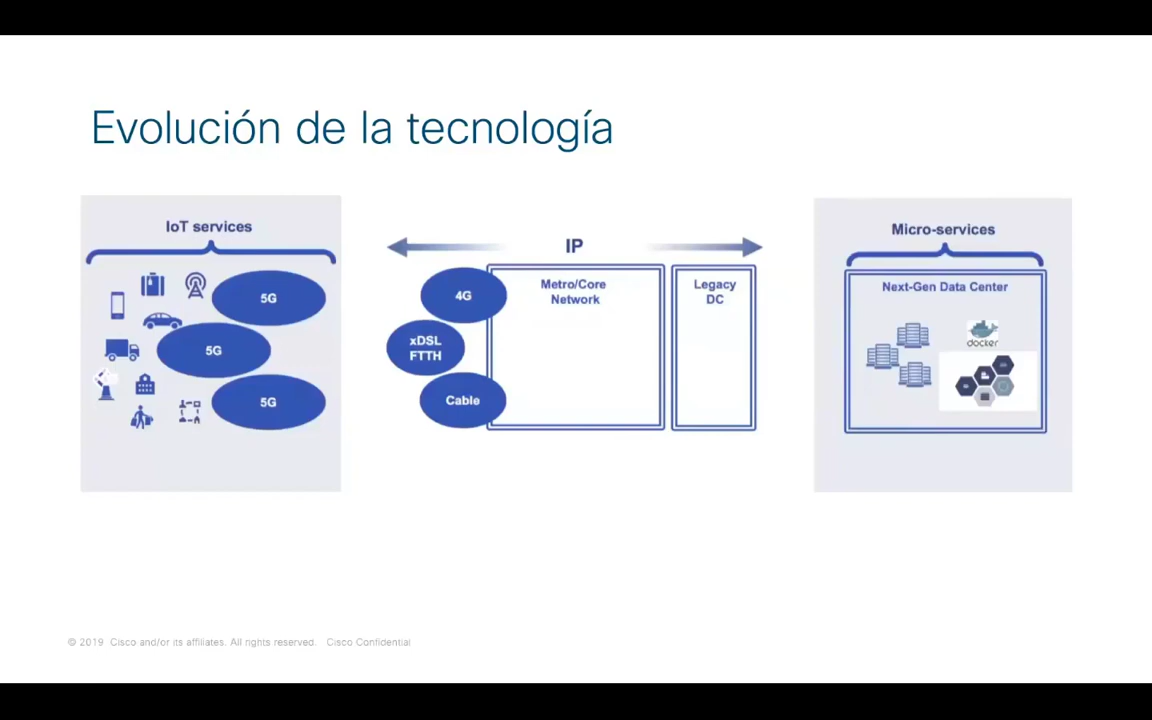 Evolución de la tecnología
IoT services
5G
5G
5G
IP
4G
xDSL
FTTH
Cable
Metro/Core
Network
Legacy
DC
Micro-services
Next-Gen Data Center
docker
© 2019 Cisco and/or its affiliates. All rights reserved. Cisco Confidential